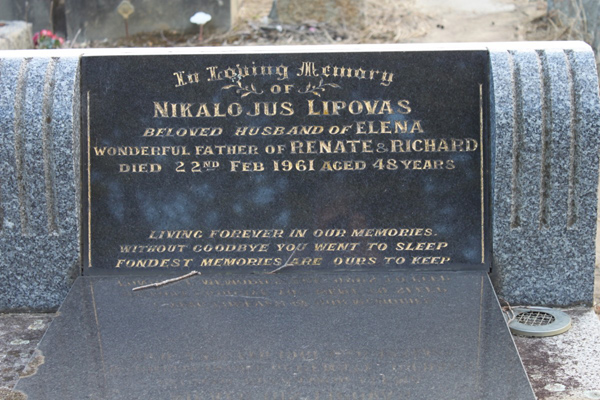 In Loving Memory
OF
NIKALOJUS LIPOVAS
BELOVED HUSBAND OF ELENA
WONDERFUL FATHER OF RENATE & RICHARD
DIED 22ND FEB 1961 AGED 48 YEARS
LIVING FOREVER IN OUR MEMORIES.
WITHOUT GOODBYE YOU WENT TO SLEEP
FONDEST MEMORIES ARE OURS TO KEEP